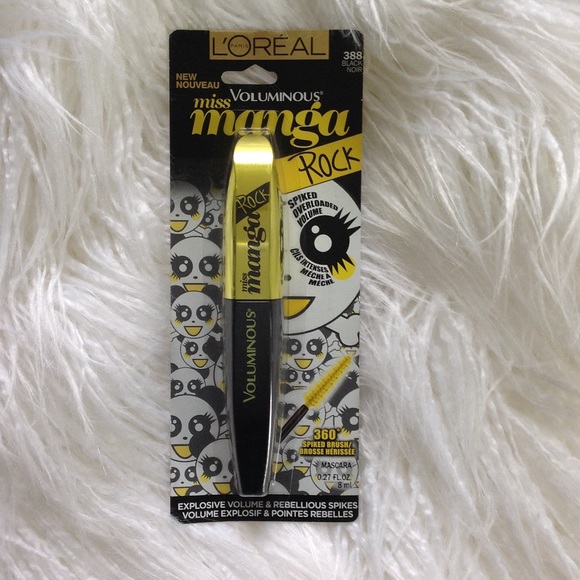 L'ORÉAL
PARIS
388
BLACK
NOIR
NEW
NOUVEAU
VOLUMINOUS®
miss
manga
ROCK
SPIKED
OVERLOADED
VOLUME
CILS INTENSES
MÈCHE À
MÈCHE
VOLUMINOUS®
miss
manga
ROCK
360°
SPIKED BRUSH/
BROSSE HÉRISSÉE
MASCARA
0.27 FL.OZ.
8 mL
EXPLOSIVE VOLUME & REBELLIOUS SPIKES
VOLUME EXPLOSIF & POINTES REBELLES